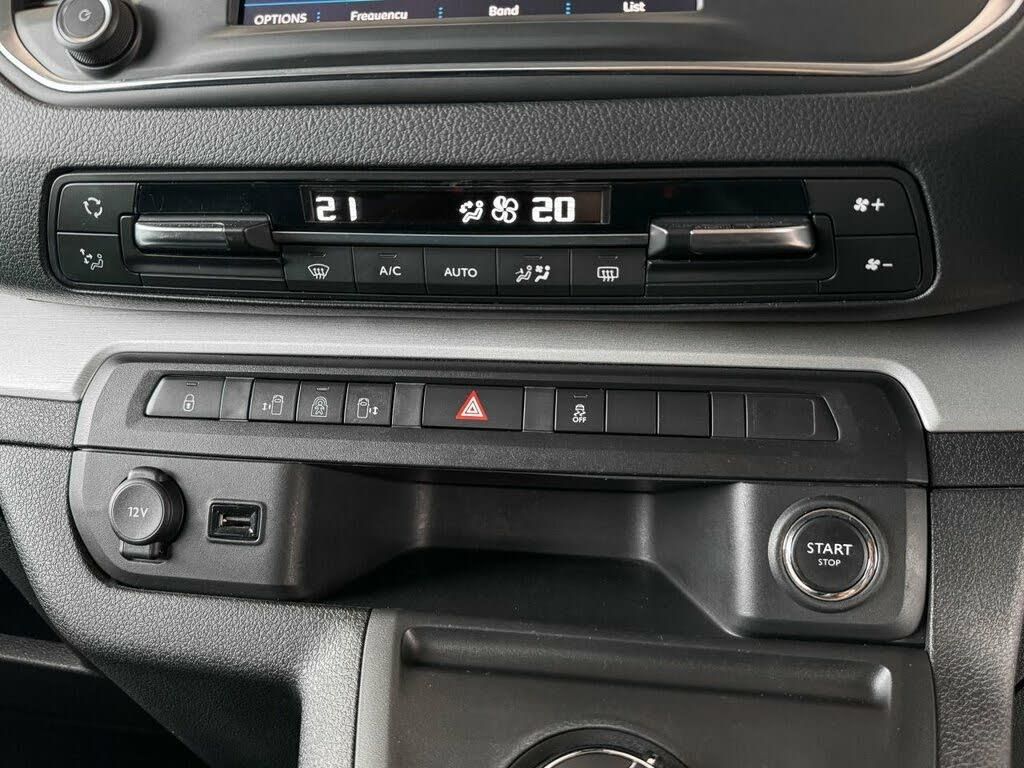 OPTIONS Frequency Band List
21 20
A/C AUTO
OFF
12V
START
STOP